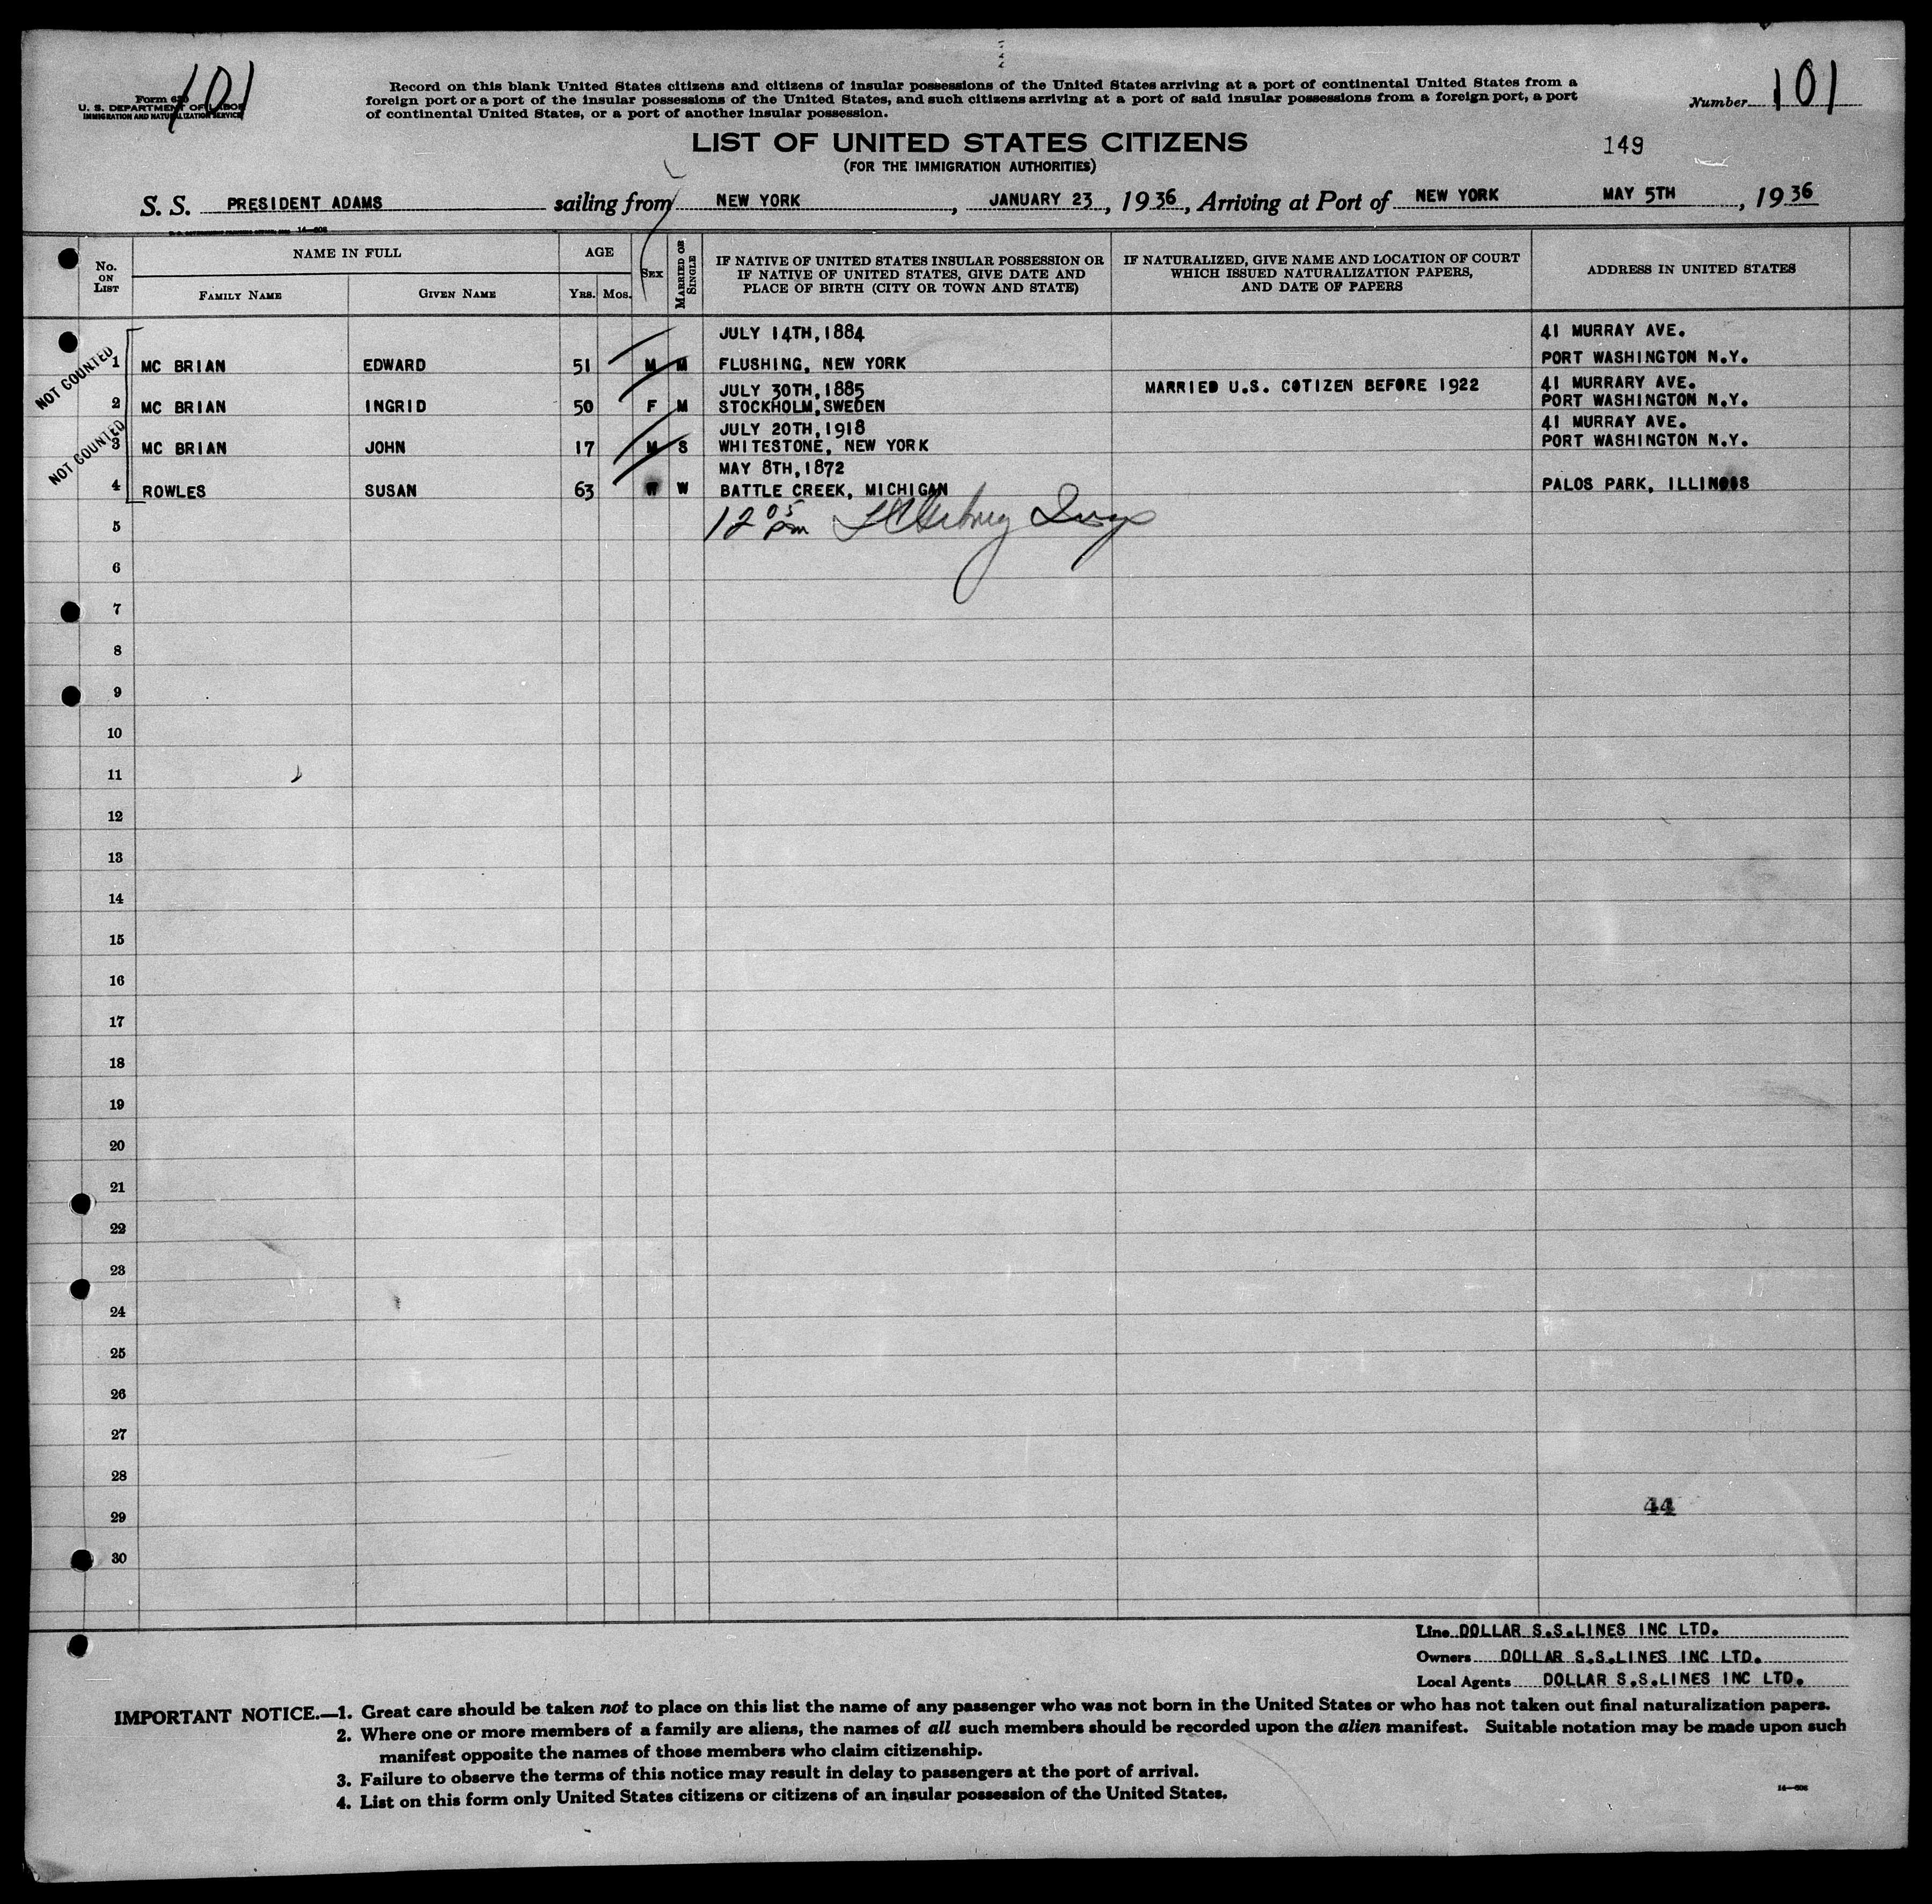 101
Form 630
U. S. DEPARTMENT OF LABOR
IMMIGRATION AND NATURALIZATION SERVICE
Record on this blank United States citizens and citizens of insular possessions of the United States arriving at a port of continental United States from a
foreign port or a port of the insular possessions of the United States, and such citizens arriving at a port of said insular possessions from a foreign port, a port
of continental United States, or a port of another insular possession.
Number 101
LIST OF UNITED STATES CITIZENS
(FOR THE IMMIGRATION AUTHORITIES)
149
S. S. PRESIDENT ADAMS sailing from NEW YORK, JANUARY 23, 1936, Arriving at Port of NEW YORK MAY 5TH, 1936
14—608
No. ON LIST
NAME IN FULL
FAMILY NAME GIVEN NAME
AGE
YRS. MOS.
SEX
MARRIED OR SINGLE
IF NATIVE OF UNITED STATES INSULAR POSSESSION OR
IF NATIVE OF UNITED STATES, GIVE DATE AND
PLACE OF BIRTH (CITY OR TOWN AND STATE)
IF NATURALIZED, GIVE NAME AND LOCATION OF COURT
WHICH ISSUED NATURALIZATION PAPERS,
AND DATE OF PAPERS
ADDRESS IN UNITED STATES
JULY 14TH,1884 41 MURRAY AVE.
NOT COUNTED
1 MC BRIAN EDWARD 51 M M FLUSHING, NEW YORK PORT WASHINGTON N.Y.
JULY 30TH,1885 MARRIED U.S. COTIZEN BEFORE 1922 41 MURRARY AVE.
2 MC BRIAN INGRID 50 F M STOCKHOLM,SWEDEN PORT WASHINGTON N.Y.
JULY 20TH,1918 41 MURRAY AVE.
NOT COUNTED
3 MC BRIAN JOHN 17 M S WHITESTONE, NEW YORK PORT WASHINGTON N.Y.
MAY 8TH,1872
4 ROWLES SUSAN 63 W BATTLE CREEK, MICHIGAN PALOS PARK, ILLINOIS
5 12 05 pm
6
7
8
9
10
11
12
13
14
15
16
17
18
19
20
21
22
23
24
25
26
27
28
29 44
30
Line DOLLAR S.S.LINES INC LTD.
Owners DOLLAR S.S.LINES INC LTD.
Local Agents DOLLAR S.S.LINES INC LTD.
IMPORTANT NOTICE.—1. Great care should be taken not to place on this list the name of any passenger who was not born in the United States or who has not taken out final naturalization papers.
2. Where one or more members of a family are aliens, the names of all such members should be recorded upon the alien manifest. Suitable notation may be made upon such
manifest opposite the names of those members who claim citizenship.
3. Failure to observe the terms of this notice may result in delay to passengers at the port of arrival.
4. List on this form only United States citizens or citizens of an insular possession of the United States.
14—608